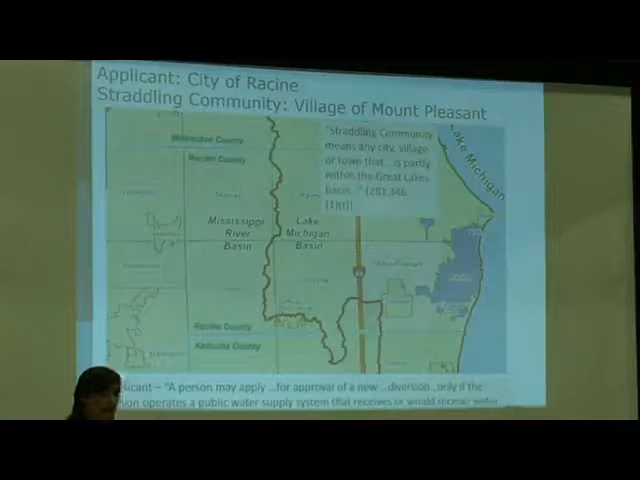 Applicant: City of Racine
Straddling Community: Village of Mount Pleasant
"Straddling Community
means any city, village
or town that...is partly
within the Great Lakes
basin..." (281.346
(1)(t))
Lake Michigan
Milwaukee County
Racine County
Mississippi
River
Basin
Lake
Michigan
Basin
Racine County
Kenosha County
licant – "A person may apply ...for approval of a new ...diversion...only if the
operates a public water supply system (that receives or would receive water